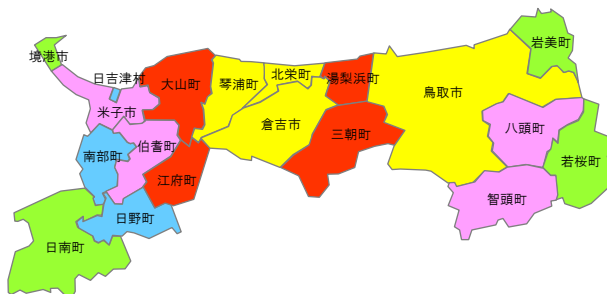 岩美町
境港市
日吉津村
大山町
琴浦町
北栄町
湯梨浜町
鳥取市
米子市
倉吉市
三朝町
八頭町
南部町
伯耆町
若桜町
江府町
智頭町
日野町
日南町